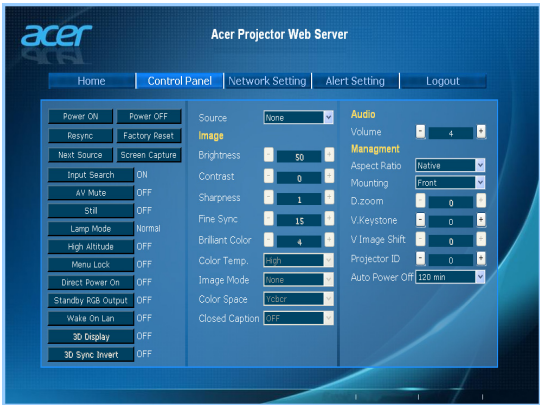 acer
Acer Projector Web Server
Home Control Panel Network Setting Alert Setting Logout
Power ON Power OFF
Resync Factory Reset
Next Source Screen Capture
Input Search ON
AV Mute OFF
Still OFF
Lamp Mode Normal
High Altitude OFF
Menu Lock OFF
Direct Power On OFF
Standby RGB Output OFF
Wake On Lan OFF
3D Display OFF
3D Sync Invert OFF
Source None
Image
Brightness - 50 +
Contrast - 0 +
Sharpness - 1 +
Fine Sync - 15 +
Brilliant Color - 4 +
Color Temp. High
Image Mode None
Color Space Ycbcr
Closed Caption OFF
Audio
Volume - 4 +
Managment
Aspect Ratio Native
Mounting Front
D.zoom - 0 +
V.Keystone - 0 +
V Image Shift - 0 +
Projector ID - 0 +
Auto Power Off 120 min